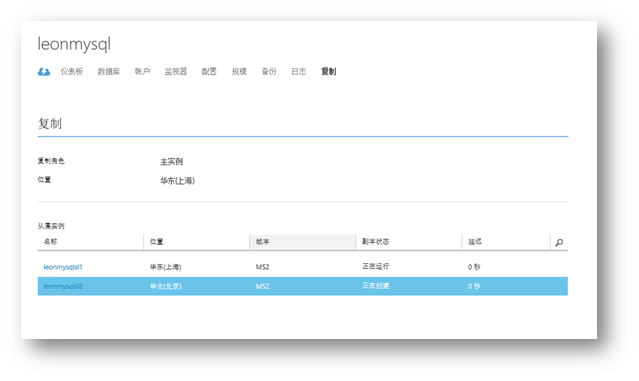 leonmysql
仪表板 数据库 帐户 监视器 配置 规模 备份 日志 复制
复制
复制角色 主实例
位置 华东(上海)
从属实例
名称 位置 版本 副本状态 延迟
leonmysqlsl1 华东(上海) MS2 正在运行 0 秒
leonmysqlsl2 华北(北京) MS2 正在创建 0 秒